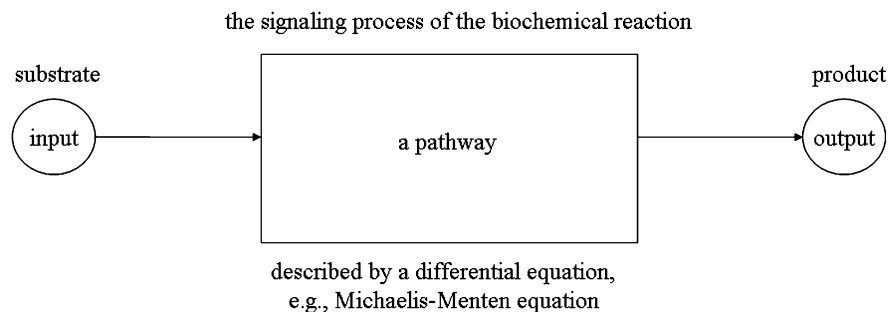 the signaling process of the biochemical reaction
substrate
product
input
a pathway
output
described by a differential equation,
e.g., Michaelis-Menten equation